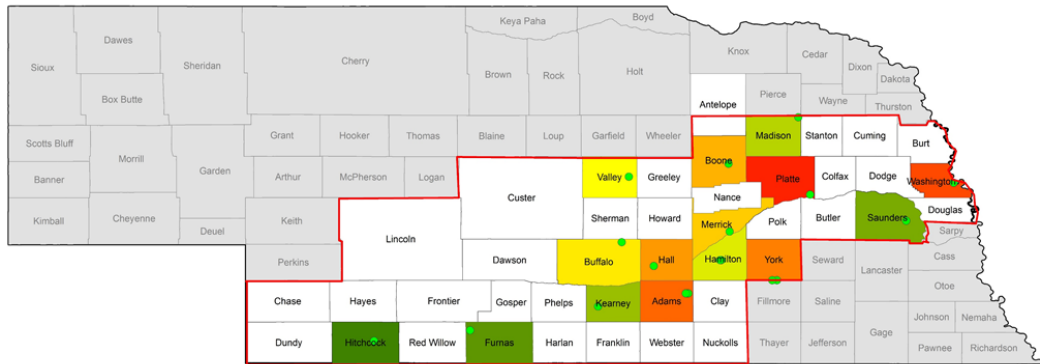 Keya Paha
Boyd
Dawes
Sioux
Sheridan
Cherry
Brown
Rock
Holt
Knox
Cedar
Dixon
Dakota
Box Butte
Pierce
Wayne
Thurston
Antelope
Scotts Bluff
Morrill
Garden
Grant
Hooker
Thomas
Blaine
Loup
Garfield
Wheeler
Madison
Stanton
Cuming
Burt
Boone
Banner
Arthur
McPherson
Logan
Valley
Greeley
Platte
Colfax
Dodge
Washington
Custer
Nance
Kimball
Cheyenne
Keith
Deuel
Lincoln
Sherman
Howard
Merrick
Polk
Butler
Saunders
Douglas
Sarpy
Perkins
Dawson
Buffalo
Hall
Hamilton
York
Seward
Lancaster
Cass
Otoe
Chase
Hayes
Frontier
Gosper
Phelps
Kearney
Adams
Clay
Fillmore
Saline
Gage
Johnson
Nemaha
Dundy
Hitchcock
Red Willow
Furnas
Harlan
Franklin
Webster
Nuckolls
Thayer
Jefferson
Pawnee
Richardson